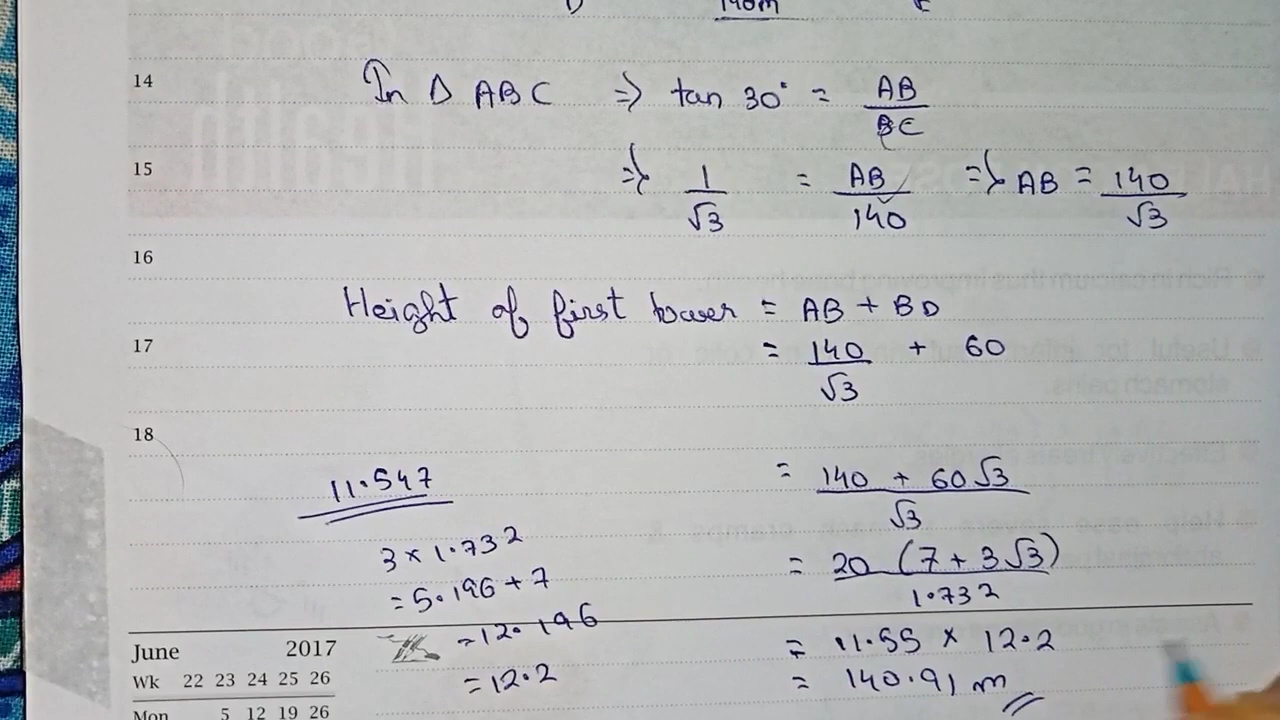 140m
14
In Δ ABC ⇒ tan 30° = AB/BC
15
⇒ 1/√3 = AB/140 ⇒ AB = 140/√3
16
Height of first tower = AB + BD
17
= 140/√3 + 60
18
11.547
= 140 + 60√3/√3
3 × 1.732
= 20 (7 + 3√3)/1.732
= 5.196 + 7
= 12.196
= 11.55 × 12.2
= 12.2
= 140.91 m
June 2017
Wk 22 23 24 25 26
Mon 5 12 19 26